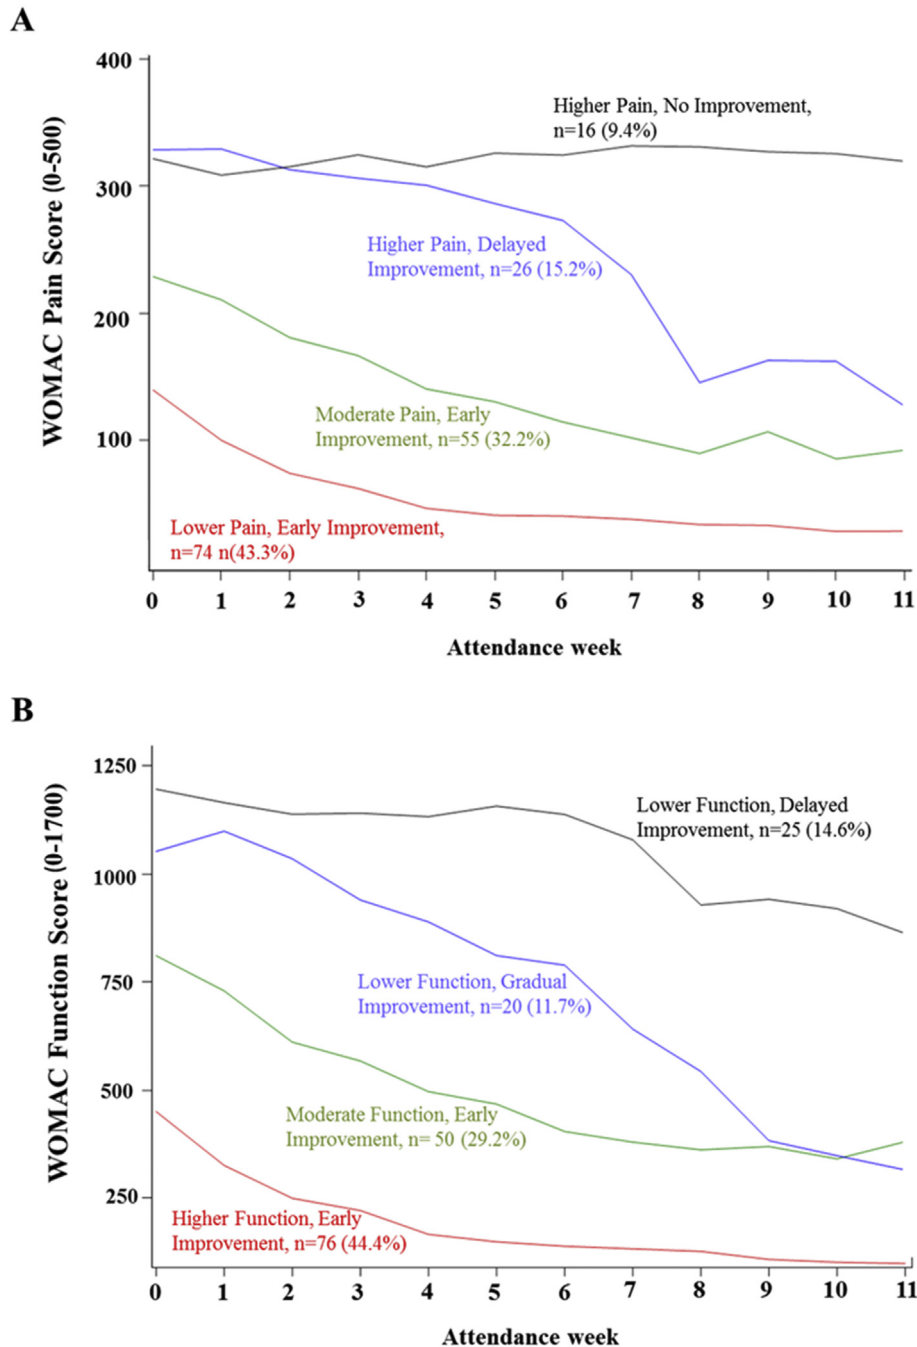 A
WOMAC Pain Score (0-500)
400
300
200
100
Higher Pain, No Improvement,
n=16 (9.4%)
Higher Pain, Delayed
Improvement, n=26 (15.2%)
Moderate Pain, Early
Improvement, n=55 (32.2%)
Lower Pain, Early Improvement,
n=74 n(43.3%)
0 1 2 3 4 5 6 7 8 9 10 11
Attendance week
B
WOMAC Function Score (0-1700)
1250
1000
750
500
250
Lower Function, Delayed
Improvement, n=25 (14.6%)
Lower Function, Gradual
Improvement, n=20 (11.7%)
Moderate Function, Early
Improvement, n= 50 (29.2%)
Higher Function, Early
Improvement, n=76 (44.4%)
0 1 2 3 4 5 6 7 8 9 10 11
Attendance week